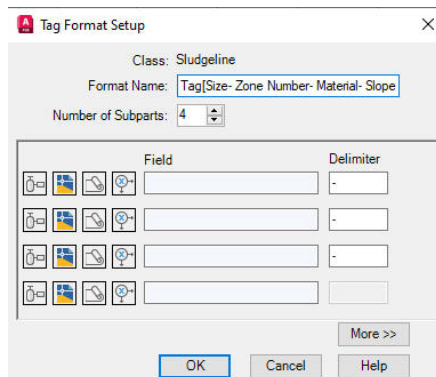 Tag Format Setup
Class: Sludgeline
Format Name: Tag[Size- Zone Number- Material- Slope
Number of Subparts: 4
Field Delimiter
-
-
-
More >>
OK Cancel Help